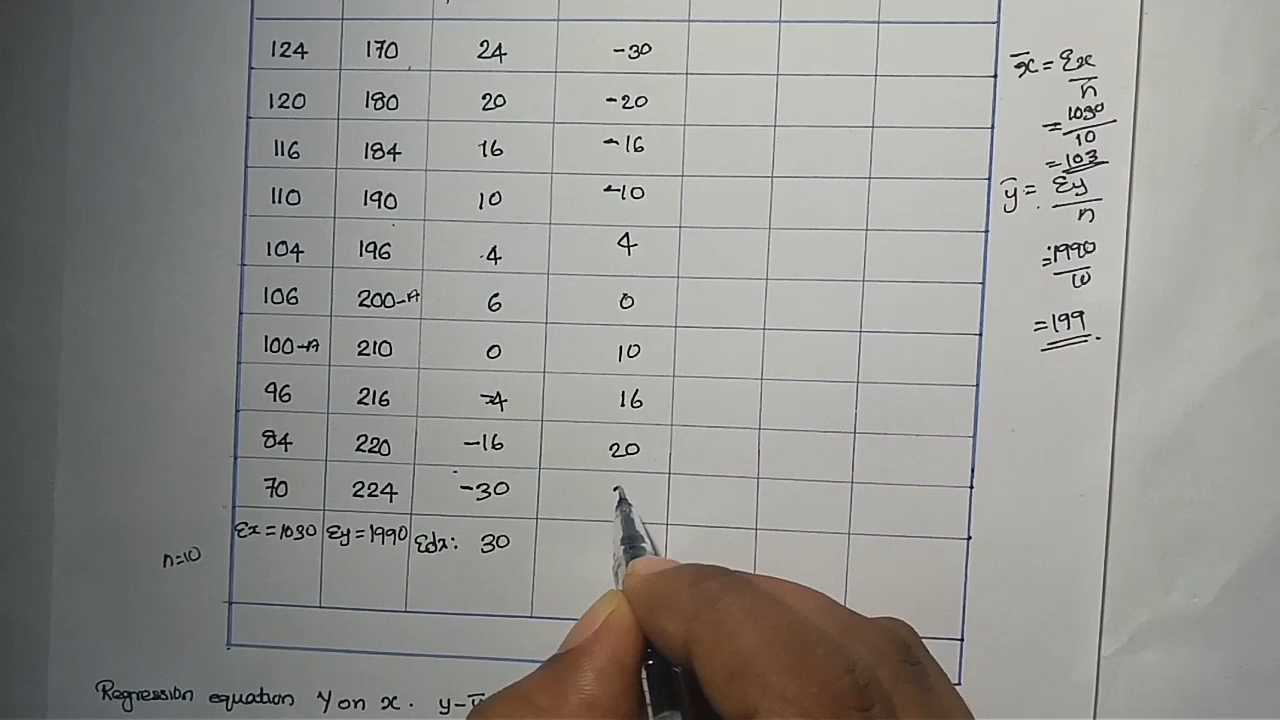 124 170 24 -30
120 180 20 -20
116 184 16 -16
110 190 10 -10
104 196 4 4
106 200-A 6 0
100-A 210 0 10
96 216 -4 16
84 220 -16 20
70 224 -30
Σx=1030 Σy=1990 Σdx: 30
n=10
Regression equation Y on x. y-
x̄ = Σx
n
= 1030
10
= 103
ȳ = Σy
n
= 1990
10
= 199.